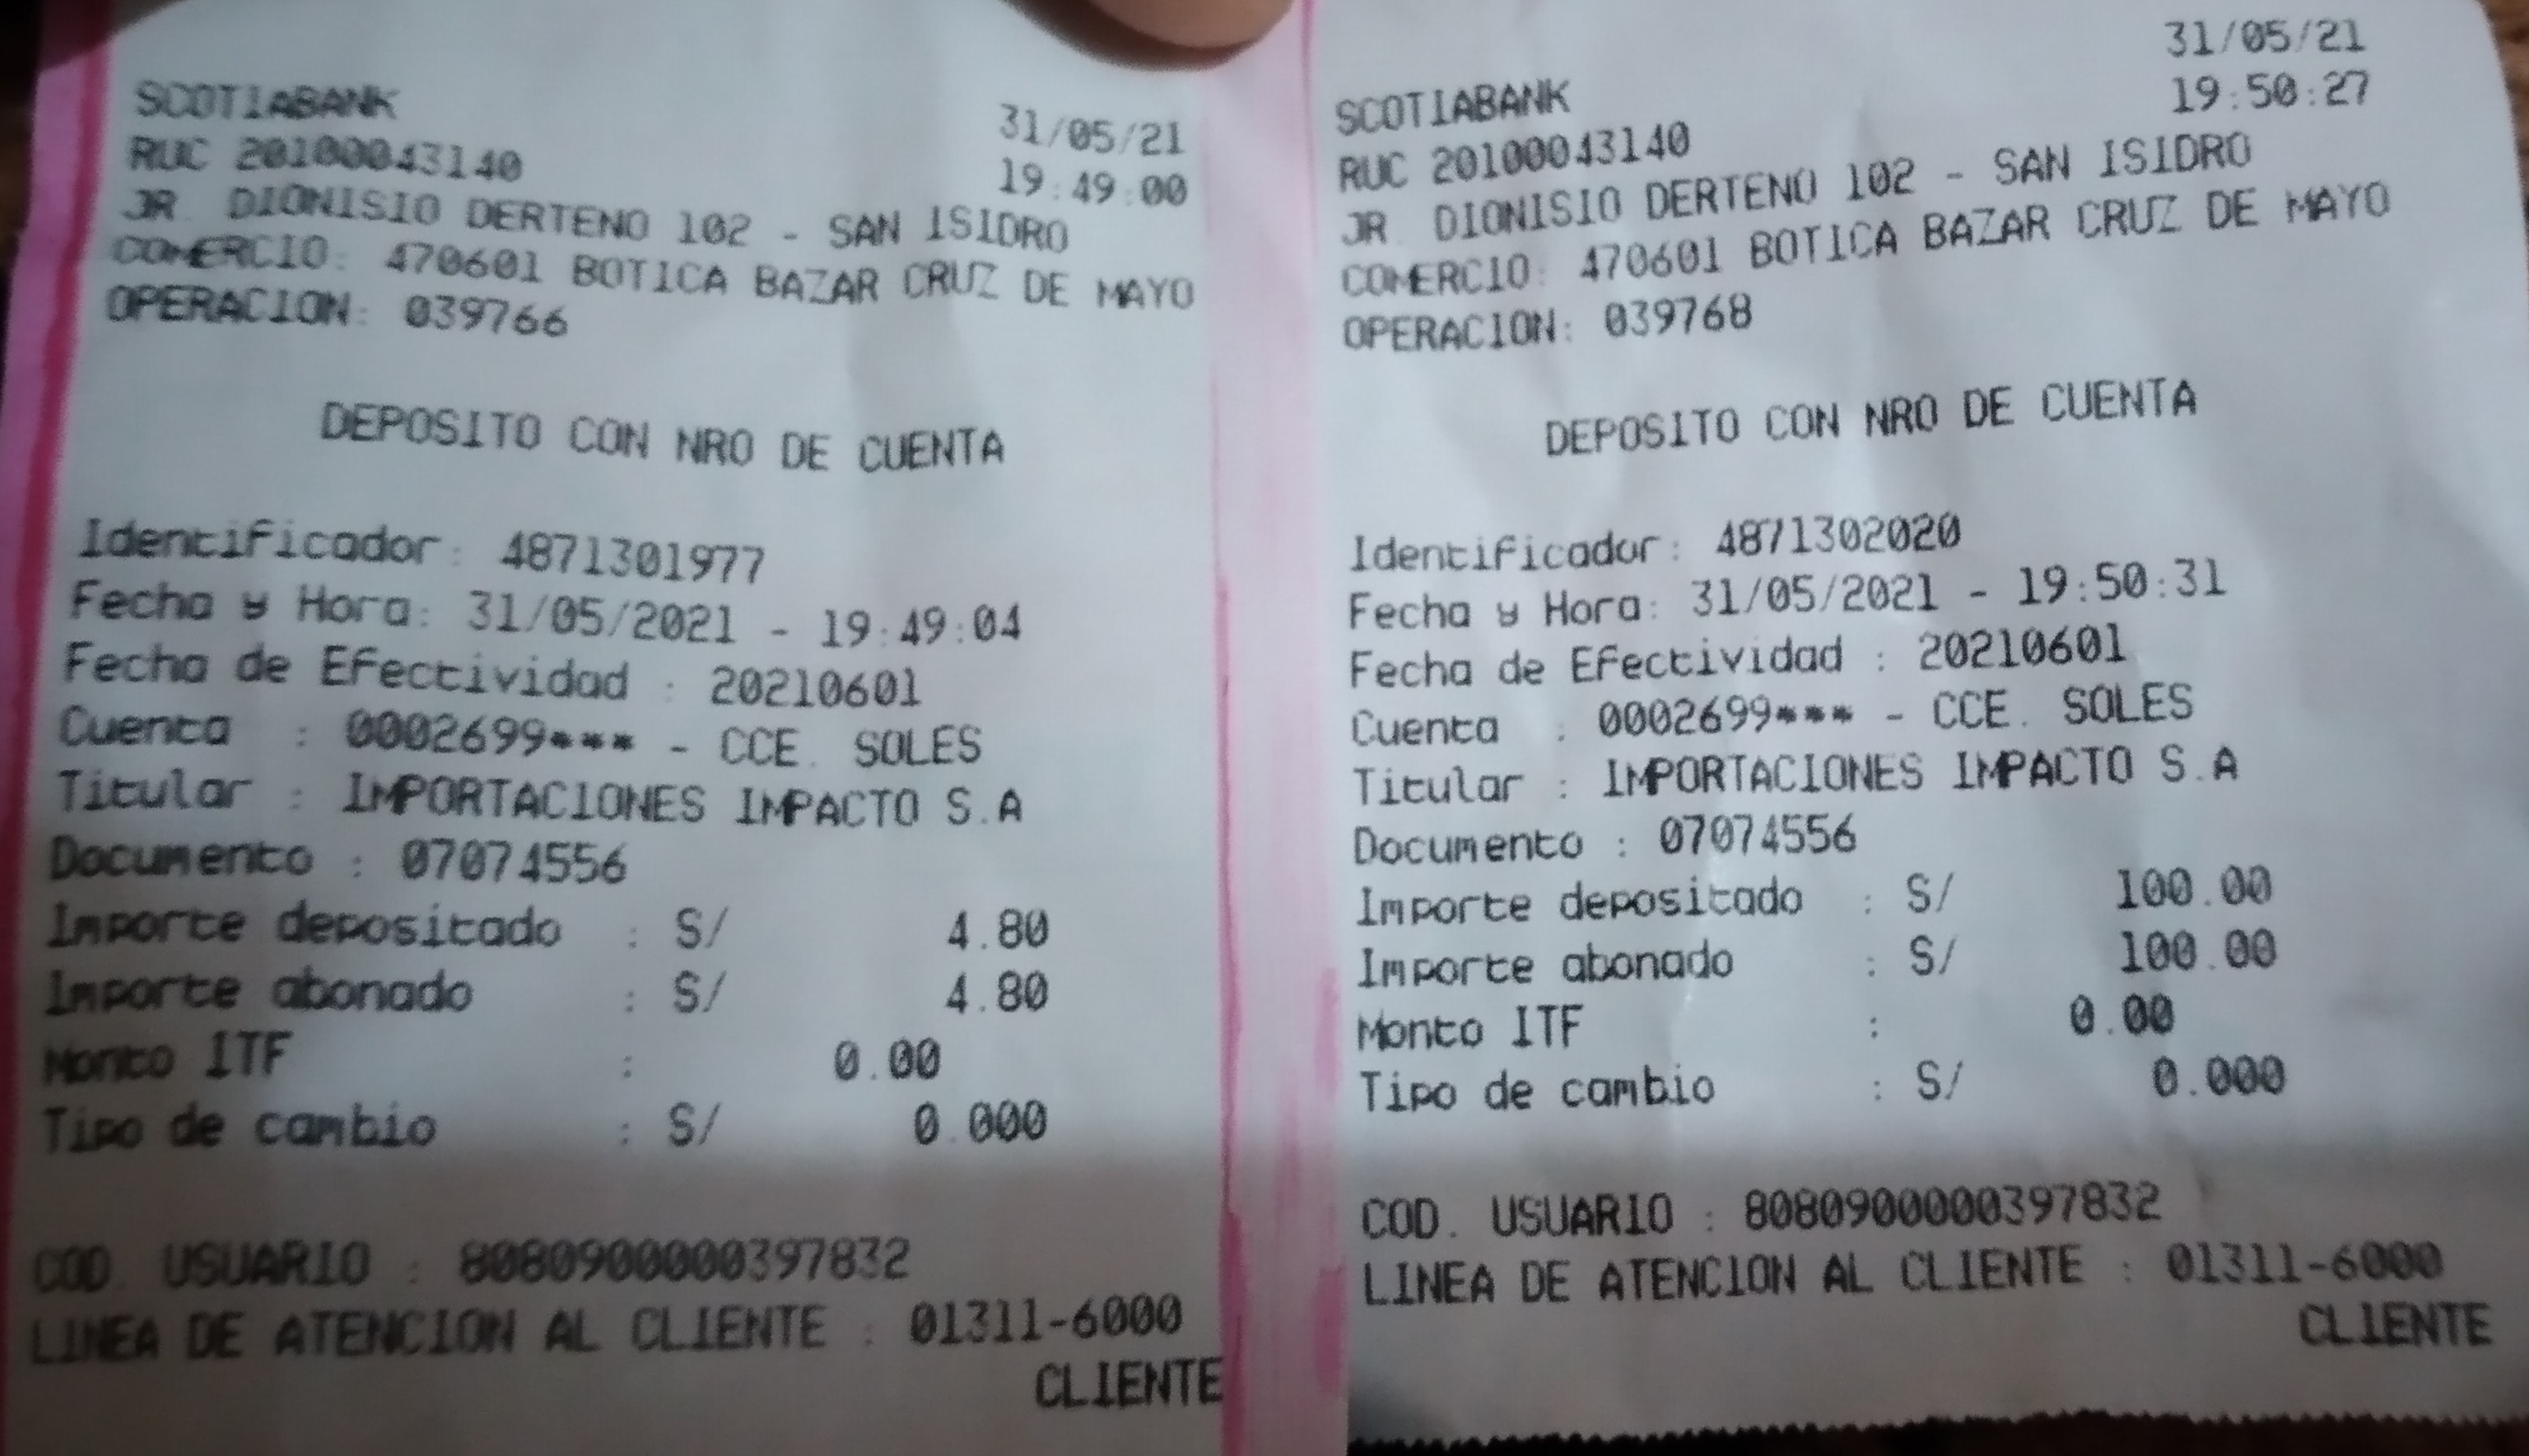 SCOTIABANK
31/05/21
RUC 20100043140
19:49:00
JR. DIONISIO DERTENO 102 - SAN ISIDRO
COMERCIO: 470601 BOTICA BAZAR CRUZ DE MAYO
OPERACION: 039766
DEPOSITO CON NRO DE CUENTA
Identificador: 4871301977
Fecha y Hora: 31/05/2021 - 19:49:04
Fecha de Efectividad : 20210601
Cuenta : 0002699*** - CCE. SOLES
Titular : IMPORTACIONES IMPACTO S.A
Documento : 07074556
Importe depositado : S/ 4.80
Importe abonado : S/ 4.80
Monto ITF : 0.00
Tipo de cambio : S/ 0.000
COD. USUARIO : 8080900000397832
LINEA DE ATENCION AL CLIENTE : 01311-6000
CLIENTE
31/05/21
SCOTIABANK
19:50:27
RUC 20100043140
JR. DIONISIO DERTENO 102 - SAN ISIDRO
COMERCIO: 470601 BOTICA BAZAR CRUZ DE MAYO
OPERACION: 039768
DEPOSITO CON NRO DE CUENTA
Identificador: 4871302020
Fecha y Hora: 31/05/2021 - 19:50:31
Fecha de Efectividad : 20210601
Cuenta : 0002699*** - CCE. SOLES
Titular : IMPORTACIONES IMPACTO S.A
Documento : 07074556
Importe depositado : S/ 100.00
Importe abonado : S/ 100.00
Monto ITF : 0.00
Tipo de cambio : S/ 0.000
COD. USUARIO : 8080900000397832
LINEA DE ATENCION AL CLIENTE : 01311-6000
CLIENTE